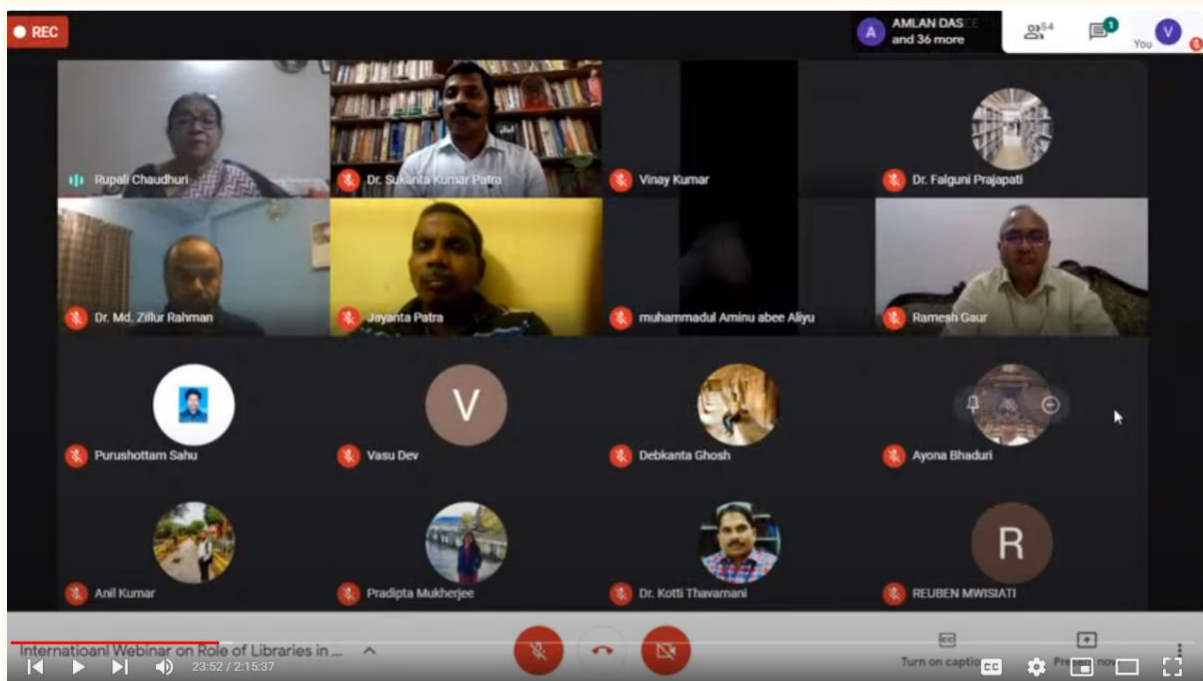 REC
AMLAN DAS
and 36 more
A
54
1
You
V
Rupali Chaudhuri
Dr. Sukanta Kumar Patra
Vinay Kumar
Dr. Falguni Prajapati
Dr. Md. Zillur Rahman
Jayanta Patra
muhammadul Aminu abee Aliyu
Ramesh Gaur
V
Purushottam Sahu
Vasu Dev
Debkanta Ghosh
Ayona Bhaduri
R
Anil Kumar
Pradipta Mukherjee
Dr. Kotti Thavamani
REUBEN MWISIATI
Internatioanl Webinar on Role of Libraries in ...
23:52 / 2:15:37
Turn on captio
CC